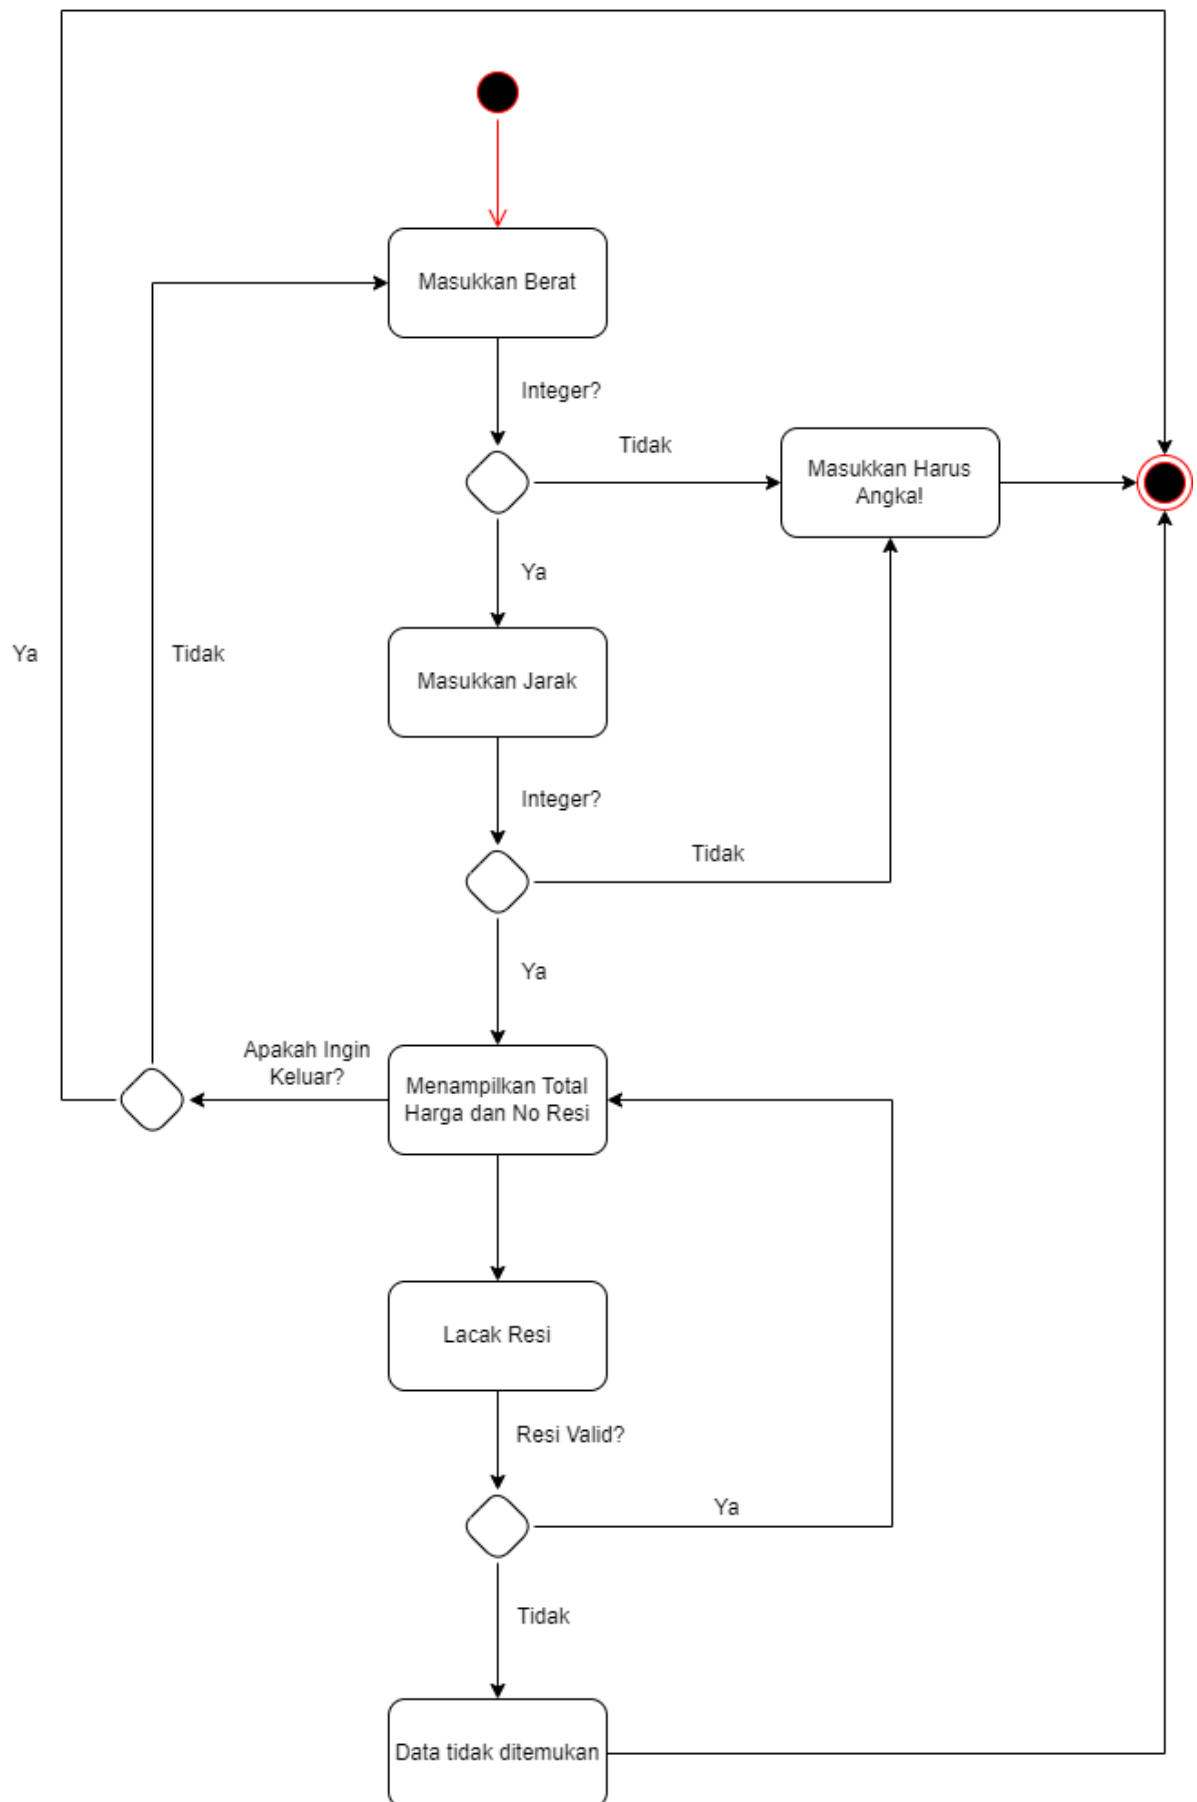 Masukkan Berat
Integer?
Tidak
Masukkan Harus
Angka!
Ya
Ya
Tidak
Masukkan Jarak
Integer?
Tidak
Ya
Apakah Ingin
Keluar?
Menampilkan Total
Harga dan No Resi
Lacak Resi
Resi Valid?
Ya
Tidak
Data tidak ditemukan